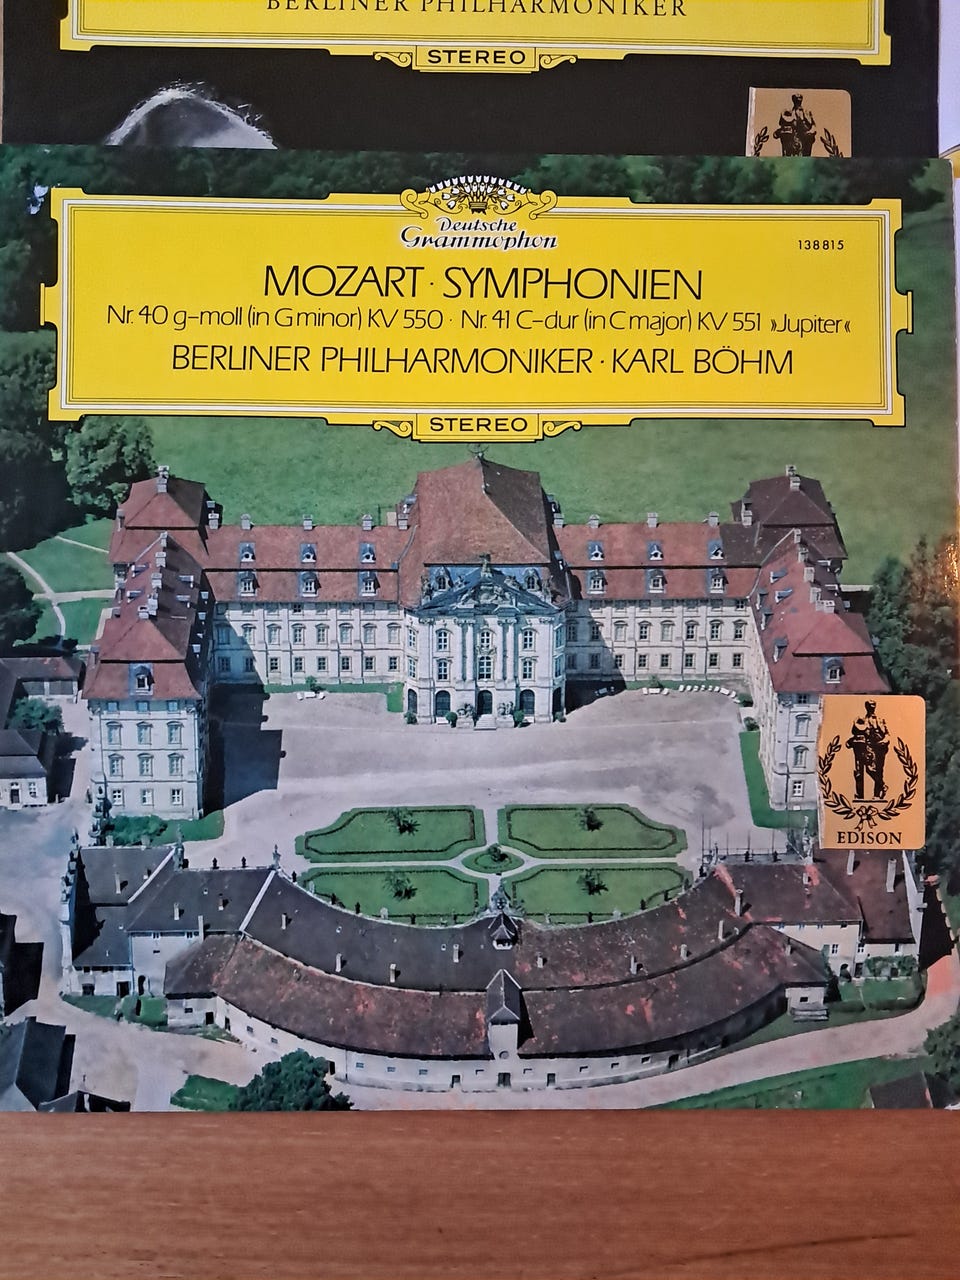 BERLINER PHILHARMONIKER
STEREO
Deutsche
Grammophon
138 815
MOZART · SYMPHONIEN
Nr. 40 g-moll (in G minor) KV 550 · Nr. 41 C-dur (in C major) KV 551 »Jupiter«
BERLINER PHILHARMONIKER · KARL BÖHM
STEREO
EDISON